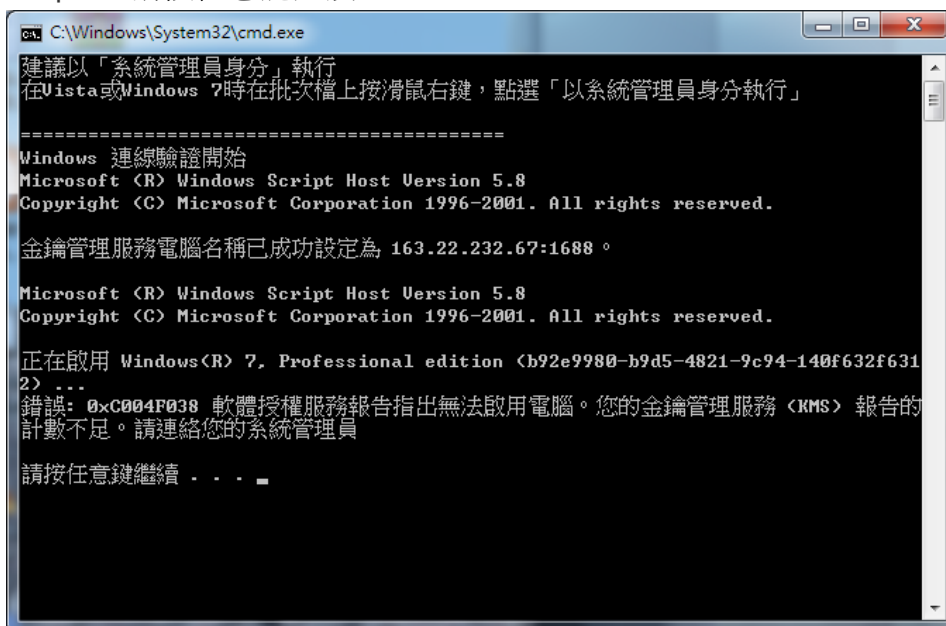 C:\Windows\System32\cmd.exe
建議以「系統管理員身分」執行
在Vista或Windows 7時在批次檔上按滑鼠右鍵，點選「以系統管理員身分執行」
==========================================
Windows 連線驗證開始
Microsoft (R) Windows Script Host Version 5.8
Copyright (C) Microsoft Corporation 1996-2001. All rights reserved.
金鑰管理服務電腦名稱已成功設定為 163.22.232.67:1688。
Microsoft (R) Windows Script Host Version 5.8
Copyright (C) Microsoft Corporation 1996-2001. All rights reserved.
正在啟用 Windows(R) 7, Professional edition (b92e9980-b9d5-4821-9c94-140f632f631
2) ...
錯誤: 0xC004F038 軟體授權服務報告指出無法啟用電腦。您的金鑰管理服務 (KMS) 報告的
計數不足。請連絡您的系統管理員
請按任意鍵繼續 . . .